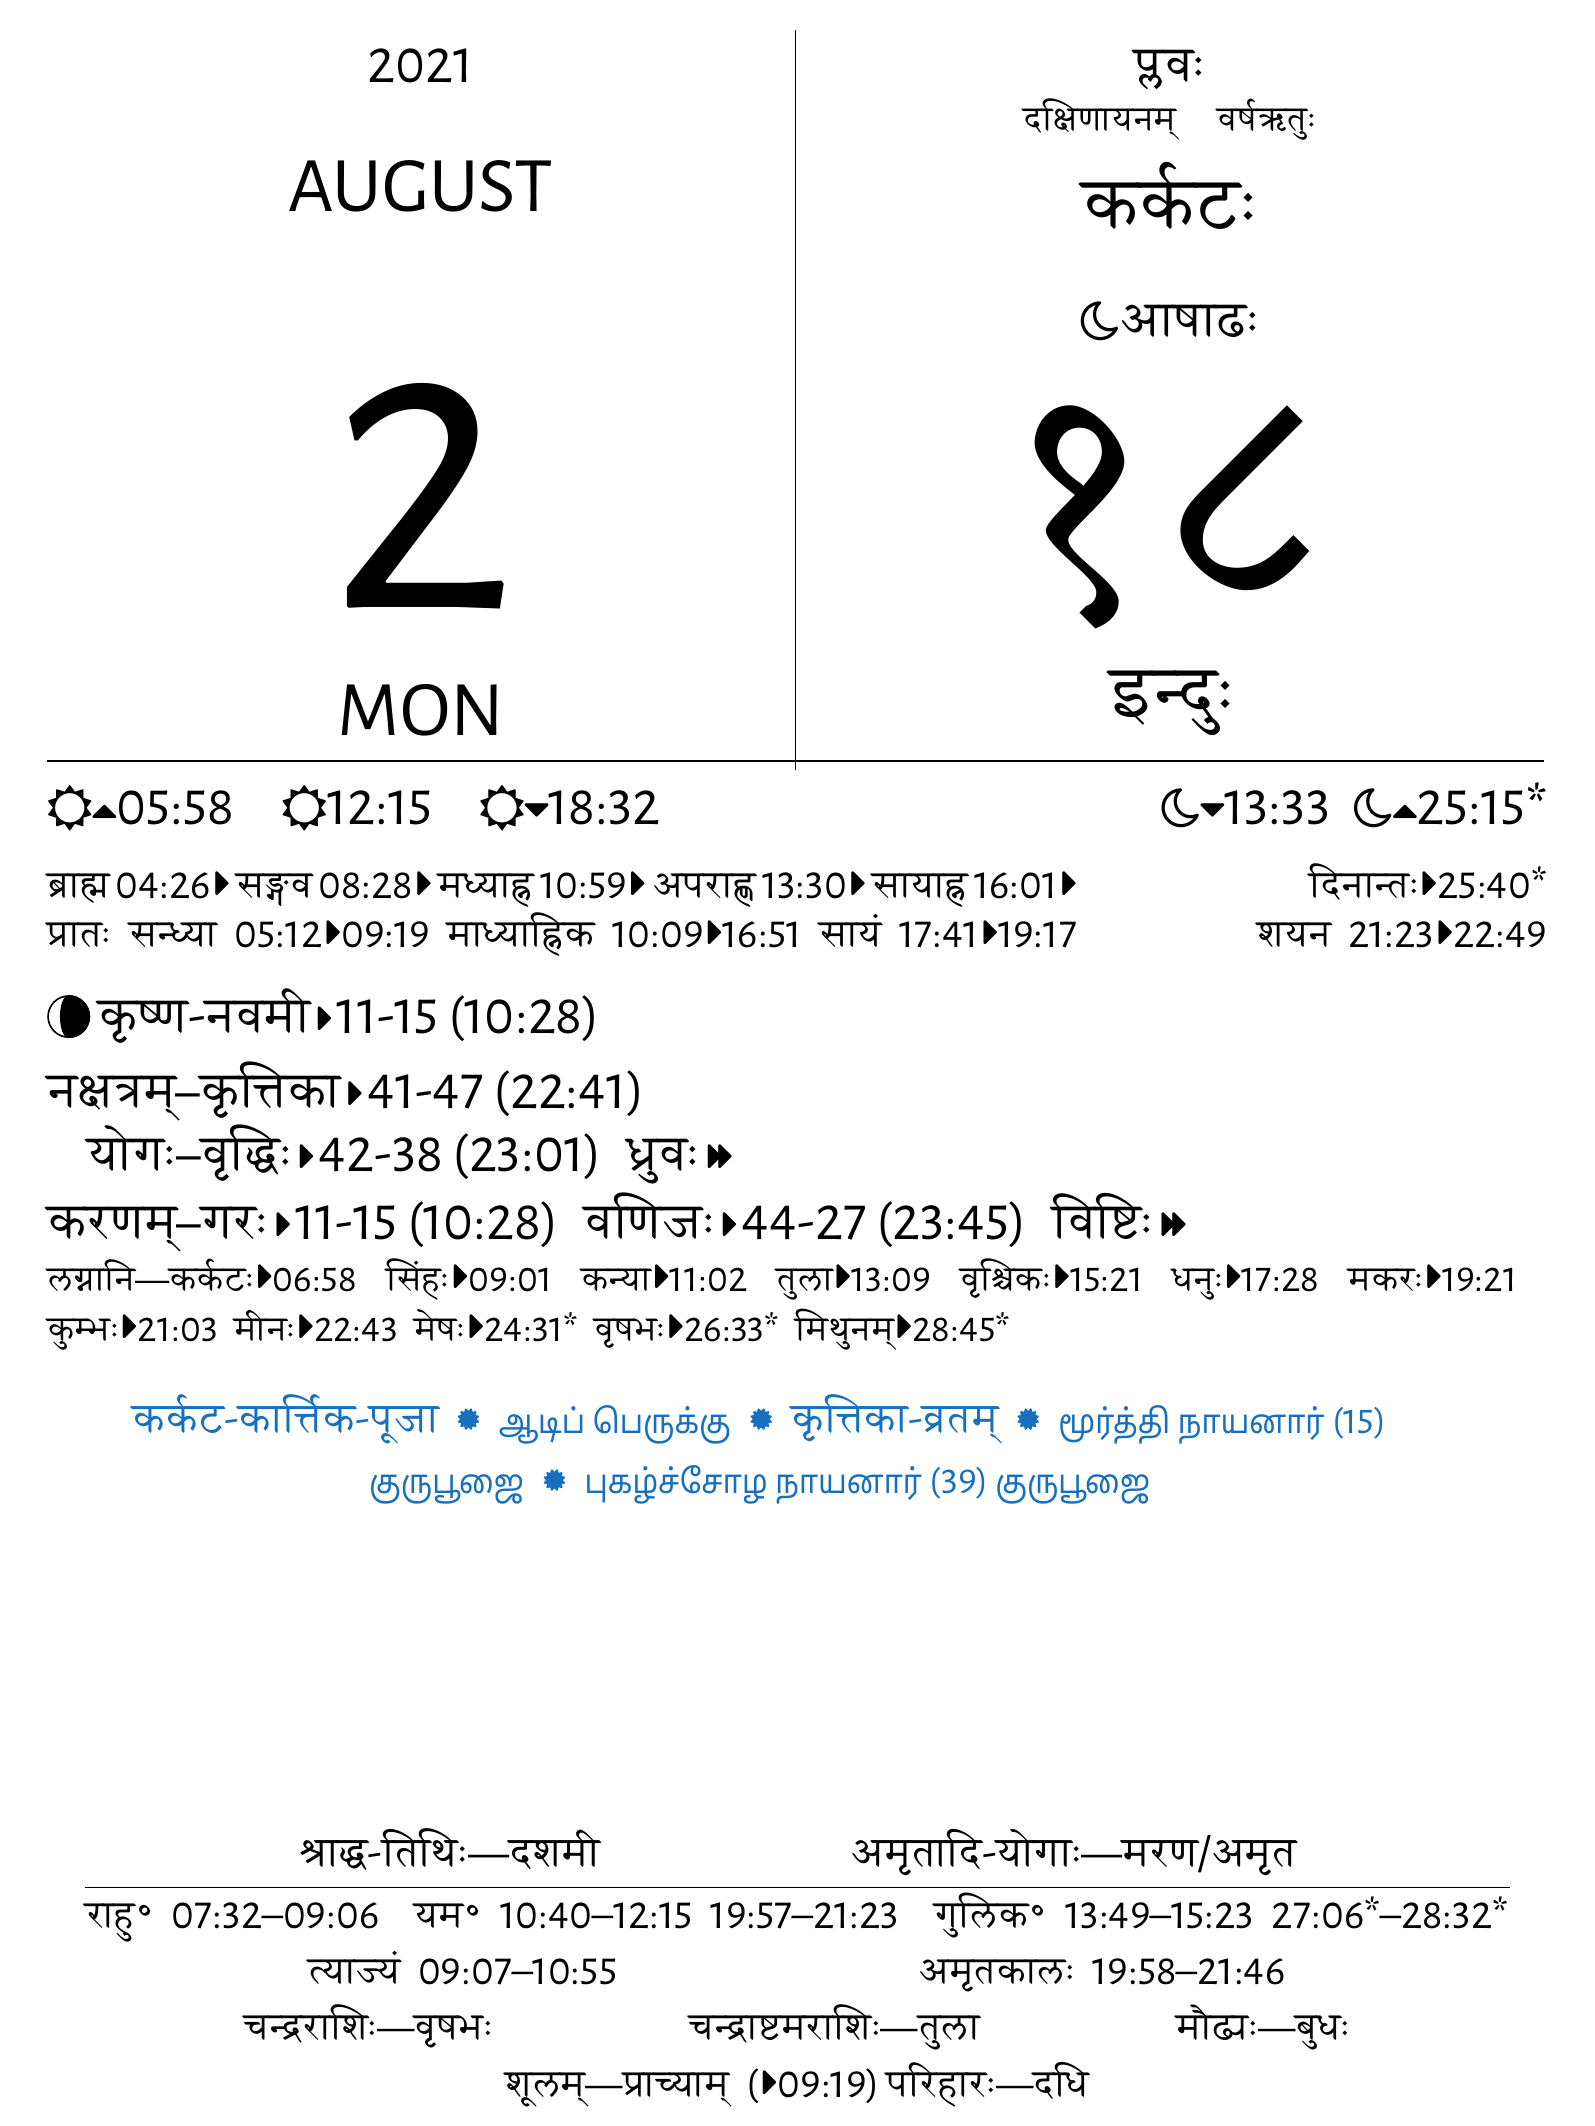 2021
AUGUST
2
MON
प्लवः
दक्षिणायनम् वर्षऋतुः
कर्कटः
आषाढः
१८
इन्दुः
05:58 12:15 18:32 13:33 25:15*
ब्राह्म 04:26 सङ्गव 08:28 मध्याह्न 10:59 अपराह्ण 13:30 सायाह्न 16:01 दिनान्तः 25:40*
प्रातः सन्ध्या 05:12 09:19 माध्याह्निक 10:09 16:51 सायं 17:41 19:17 शयन 21:23 22:49
कृष्ण-नवमी 11-15 (10:28)
नक्षत्रम्–कृत्तिका 41-47 (22:41)
योगः–वृद्धिः 42-38 (23:01) ध्रुवः
करणम्–गरः 11-15 (10:28) वणिजः 44-27 (23:45) विष्टिः
लग्नानि—कर्कटः 06:58 सिंहः 09:01 कन्या 11:02 तुला 13:09 वृश्चिकः 15:21 धनुः 17:28 मकरः 19:21
कुम्भः 21:03 मीनः 22:43 मेषः 24:31* वृषभः 26:33* मिथुनम् 28:45*
कर्कट-कार्त्तिक-पूजा ✹ ஆடிப் பெருக்கு ✹ कृत्तिका-व्रतम् ✹ மூர்த்தி நாயனார் (15)
குருபூஜை ✹ புகழ்ச்சோழ நாயனார் (39) குருபூஜை
श्राद्ध-तिथिः—दशमी अमृतादि-योगाः—मरण/अमृत
राहु° 07:32–09:06 यम° 10:40–12:15 19:57–21:23 गुलिक° 13:49–15:23 27:06*–28:32*
त्याज्यं 09:07–10:55 अमृतकालः 19:58–21:46
चन्द्रराशिः—वृषभः चन्द्राष्टमराशिः—तुला मौढ्यः—बुधः
शूलम्—प्राच्याम् (09:19) परिहारः—दधि